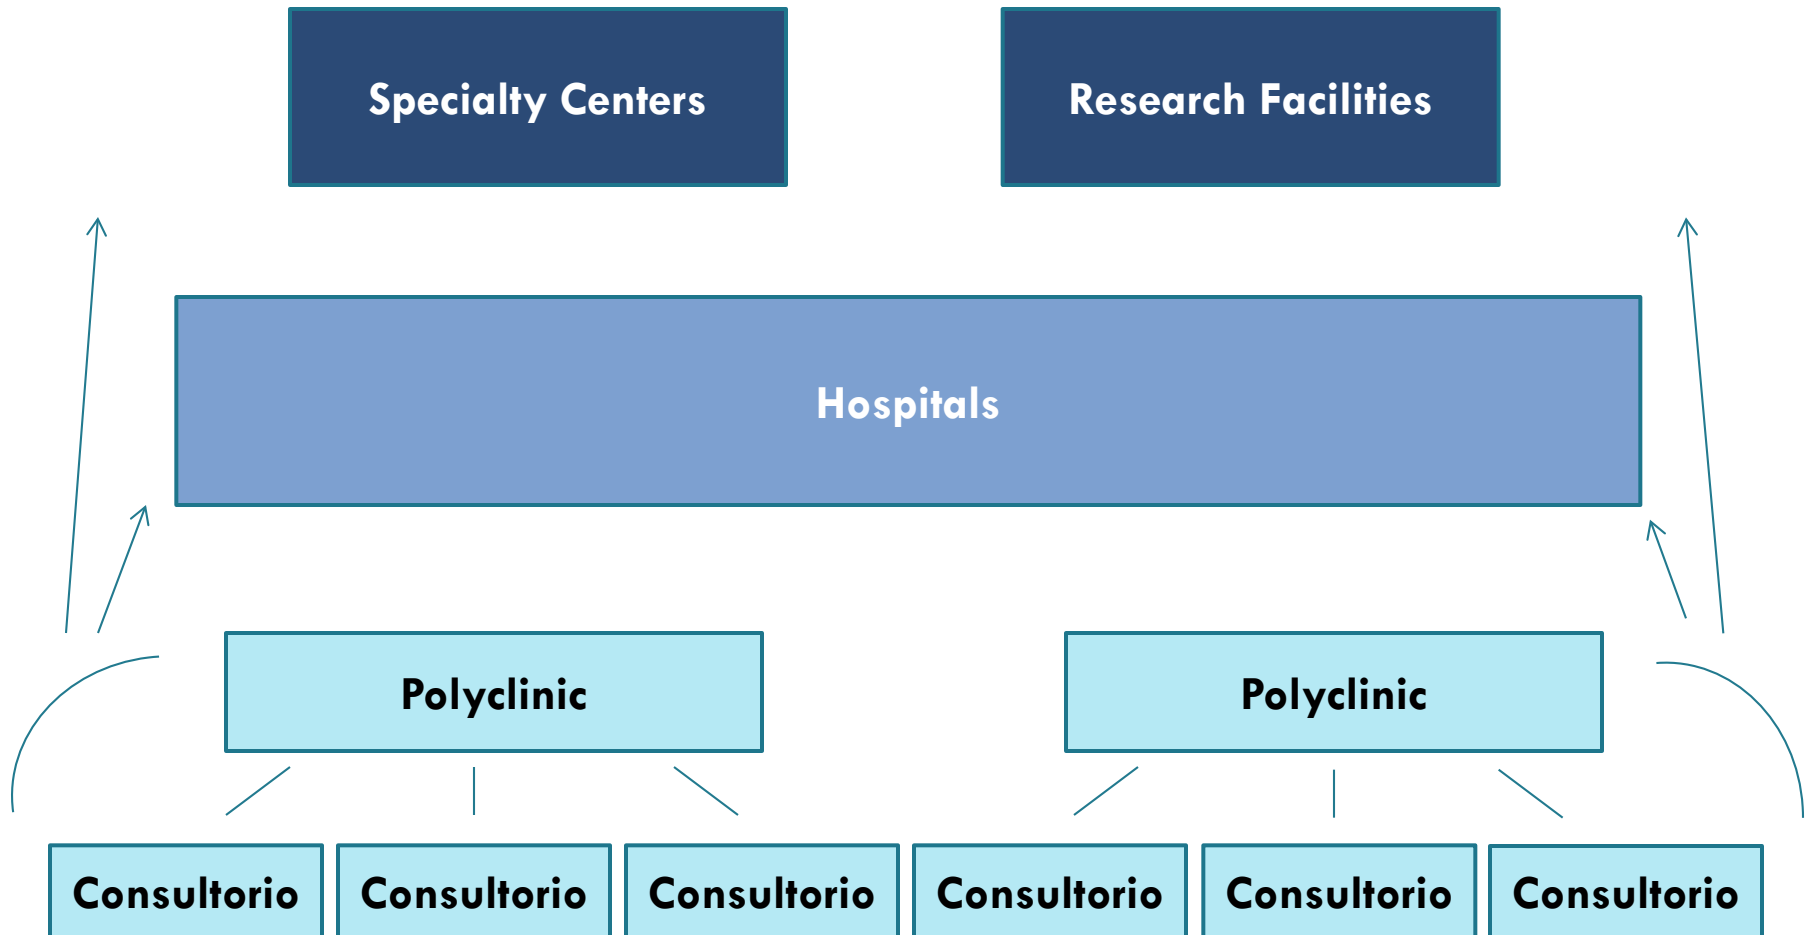 Specialty Centers
Research Facilities
Hospitals
Polyclinic
Polyclinic
Consultorio
Consultorio
Consultorio
Consultorio
Consultorio
Consultorio